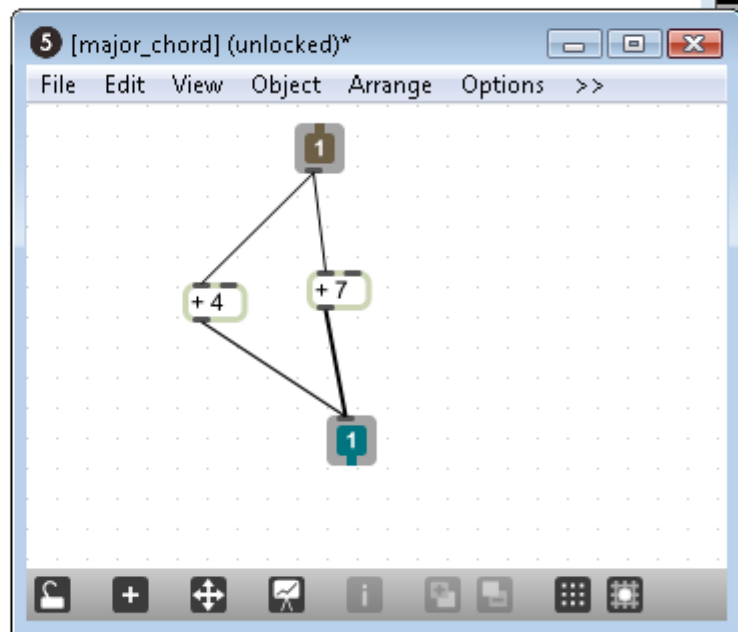 5 [major_chord] (unlocked)*
File Edit View Object Arrange Options >>
1
+ 4
+ 7
1